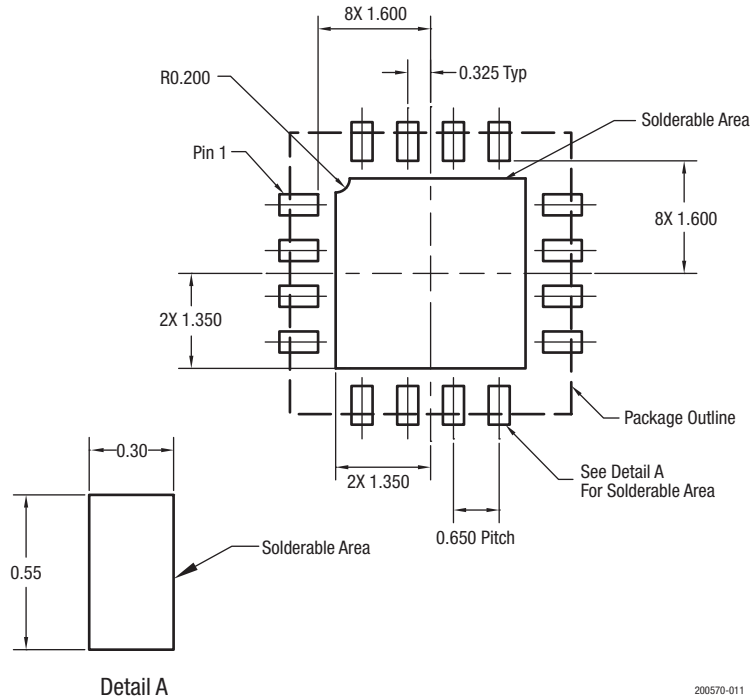 8X 1.600
0.325 Typ
R0.200
Solderable Area
Pin 1
8X 1.600
2X 1.350
Package Outline
2X 1.350
See Detail A
For Solderable Area
0.650 Pitch
0.30
0.55
Solderable Area
Detail A
200570-011